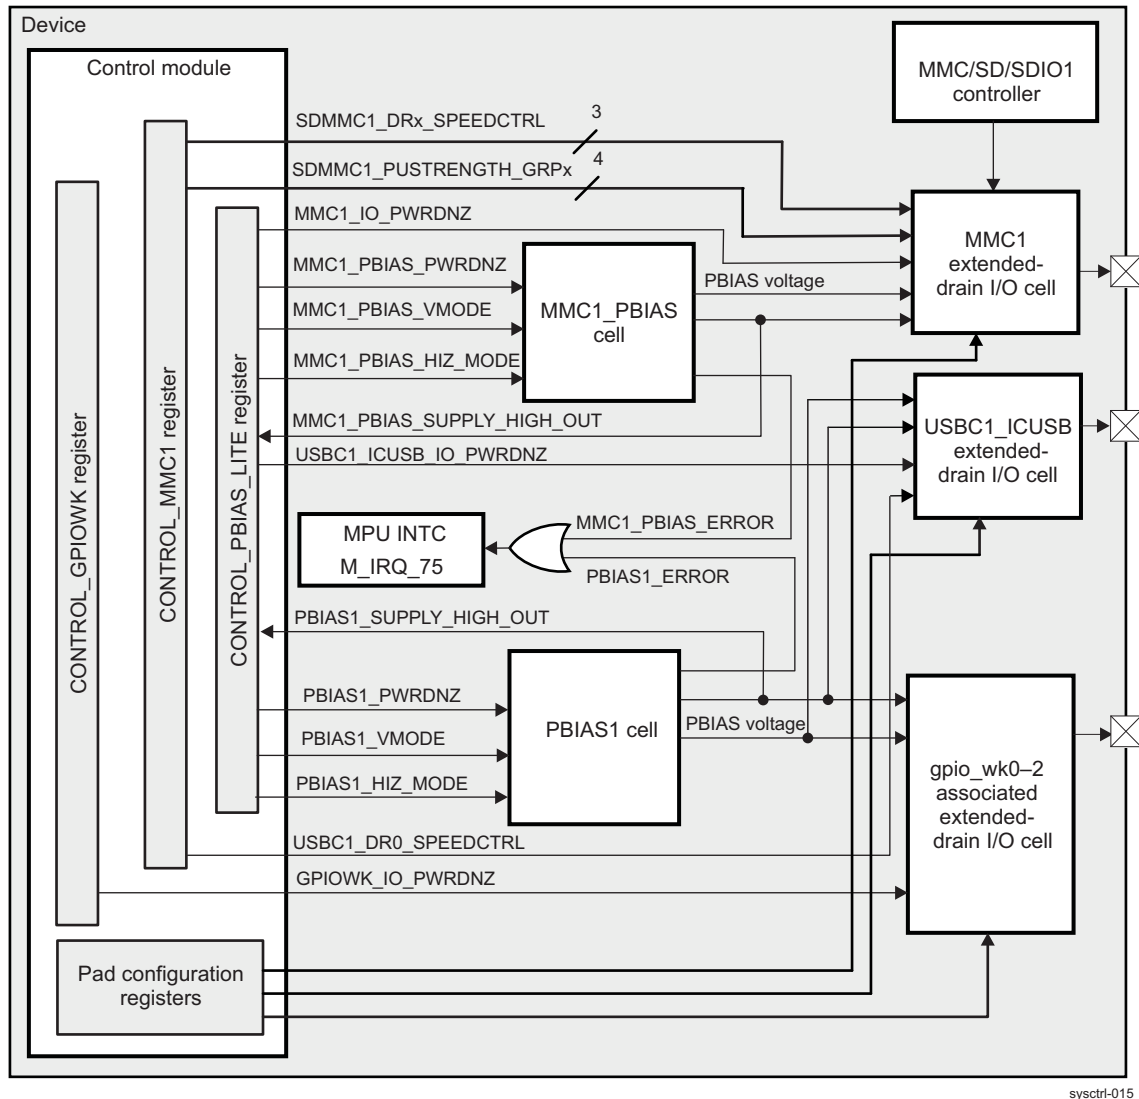 Device
Control module
MMC/SD/SDIO1
controller
SDMMC1_DRx_SPEEDCTRL
3
SDMMC1_PUSTRENGTH_GRPx
4
MMC1_IO_PWRDNZ
MMC1
extended-
drain I/O cell
MMC1_PBIAS_PWRDNZ
PBIAS voltage
MMC1_PBIAS_VMODE
MMC1_PBIAS
cell
MMC1_PBIAS_HIZ_MODE
MMC1_PBIAS_SUPPLY_HIGH_OUT
USBC1_ICUSB
extended-
drain I/O cell
USBC1_ICUSB_IO_PWRDNZ
CONTROL_GPIOWK register
CONTROL_MMC1 register
CONTROL_PBIAS_LITE register
MPU INTC
M_IRQ_75
MMC1_PBIAS_ERROR
PBIAS1_ERROR
PBIAS1_SUPPLY_HIGH_OUT
PBIAS1_PWRDNZ
PBIAS1 cell
PBIAS voltage
PBIAS1_VMODE
PBIAS1_HIZ_MODE
gpio_wk0–2
associated
extended-
drain I/O cell
USBC1_DR0_SPEEDCTRL
GPIOWK_IO_PWRDNZ
Pad configuration
registers
sysctrl-015